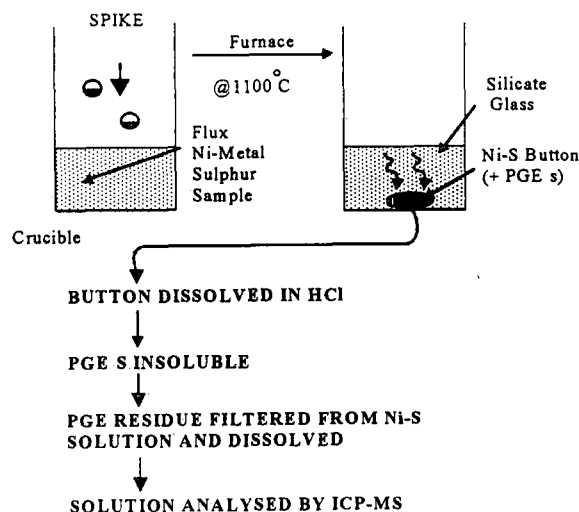 SPIKE
Furnace
@1100°C
Flux
Ni-Metal
Sulphur
Sample
Silicate
Glass
Ni-S Button
(+ PGE s)
Crucible
BUTTON DISSOLVED IN HCl
PGE S INSOLUBLE
PGE RESIDUE FILTERED FROM Ni-S
SOLUTION AND DISSOLVED
SOLUTION ANALYSED BY ICP-MS